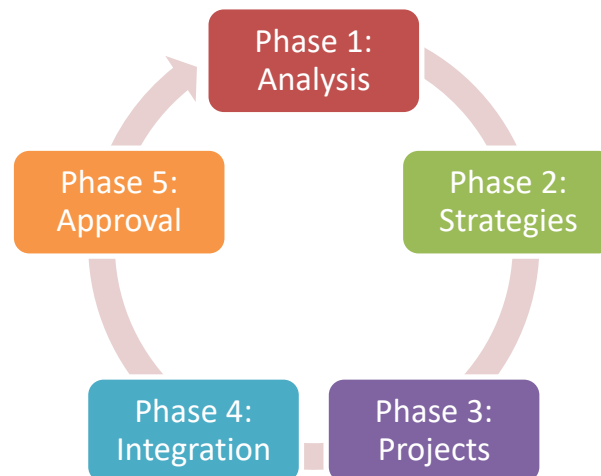 Phase 1:
Analysis
Phase 2:
Strategies
Phase 3:
Projects
Phase 4:
Integration
Phase 5:
Approval